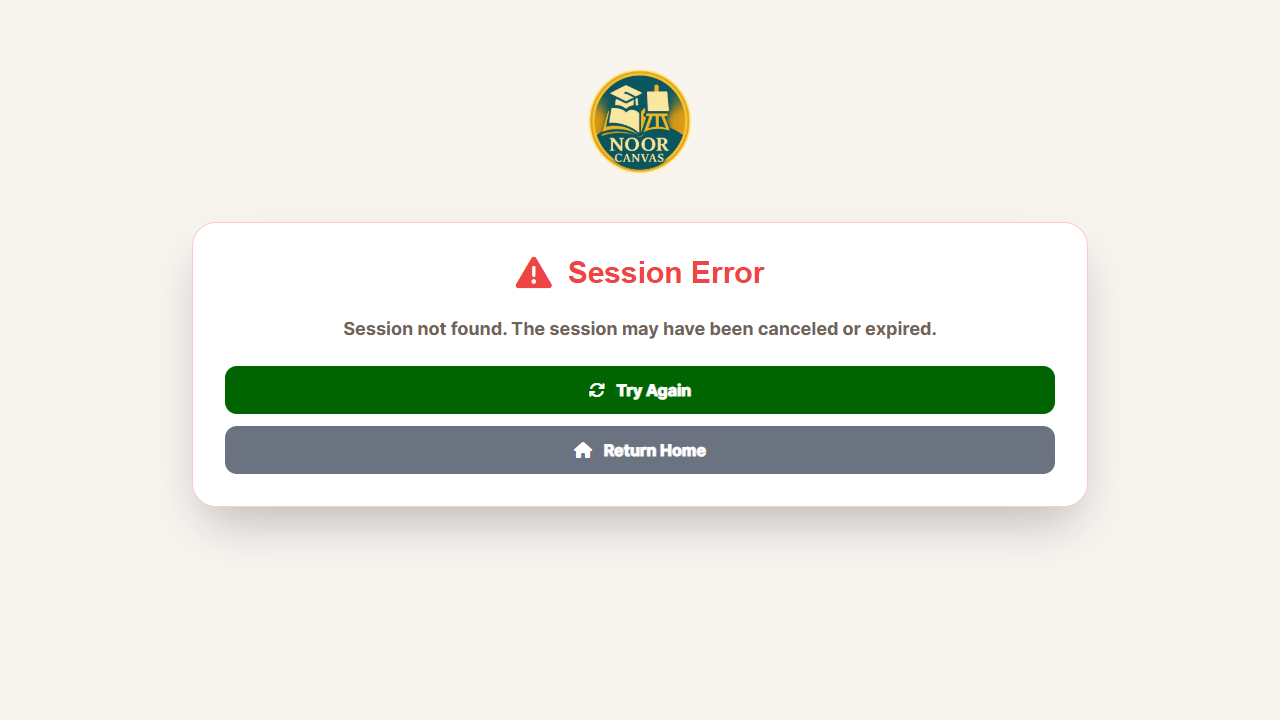 NOOR
CANVAS
Session Error
Session not found. The session may have been canceled or expired.
Try Again
Return Home